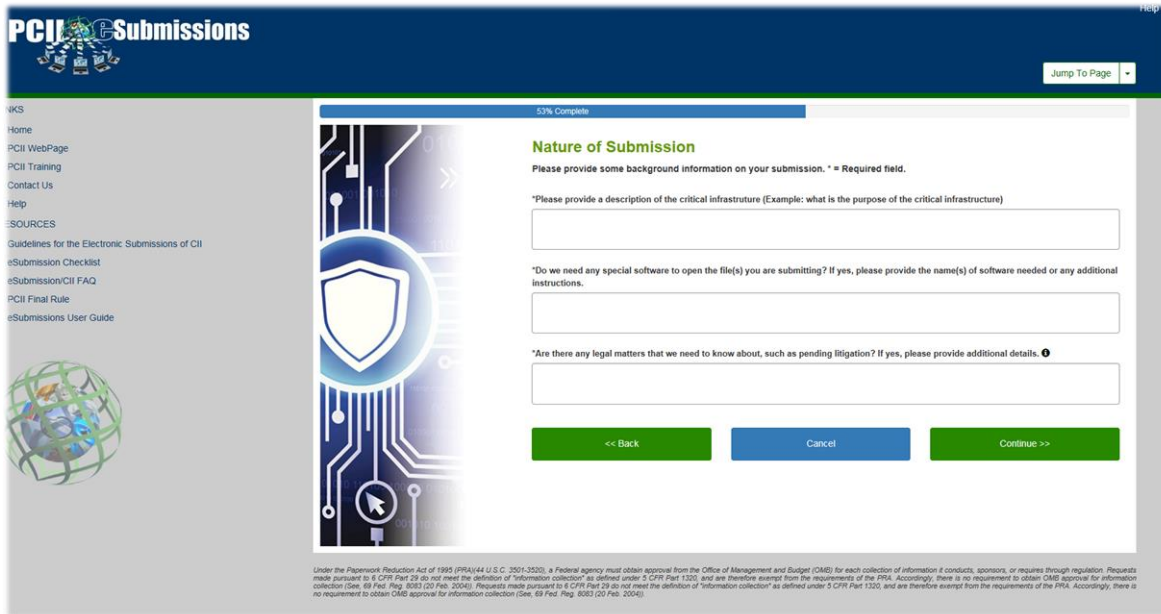 Help
PCII eSubmissions
Jump To Page
NKS
Home
PCII WebPage
PCII Training
Contact Us
Help
ESOURCES
Guidelines for the Electronic Submissions of CII
eSubmission Checklist
eSubmission/CII FAQ
PCII Final Rule
eSubmissions User Guide
53% Complete
Nature of Submission
Please provide some background information on your submission. * = Required field.
*Please provide a description of the critical infrastruture (Example: what is the purpose of the critical infrastructure)
*Do we need any special software to open the file(s) you are submitting? If yes, please provide the name(s) of software needed or any additional
instructions.
*Are there any legal matters that we need to know about, such as pending litigation? If yes, please provide additional details.
<< Back
Cancel
Continue >>
Under the Paperwork Reduction Act of 1995 (PRA)(44 U.S.C. 3501-3520), a Federal agency must obtain approval from the Office of Management and Budget (OMB) for each collection of information it conducts, sponsors, or requires through regulation. Requests
made pursuant to 6 CFR Part 29 do not meet the definition of "information collection" as defined under 5 CFR Part 1320, and are therefore exempt from the requirements of the PRA. Accordingly, there is no requirement to obtain OMB approval for information
collection (See, 69 Fed. Reg. 8083 (20 Feb. 2004)). Requests made pursuant to 6 CFR Part 29 do not meet the definition of "information collection" as defined under 5 CFR Part 1320, and are therefore exempt from the requirements of the PRA. Accordingly, there is
no requirement to obtain OMB approval for information collection (See, 69 Fed. Reg. 8083 (20 Feb. 2004)).